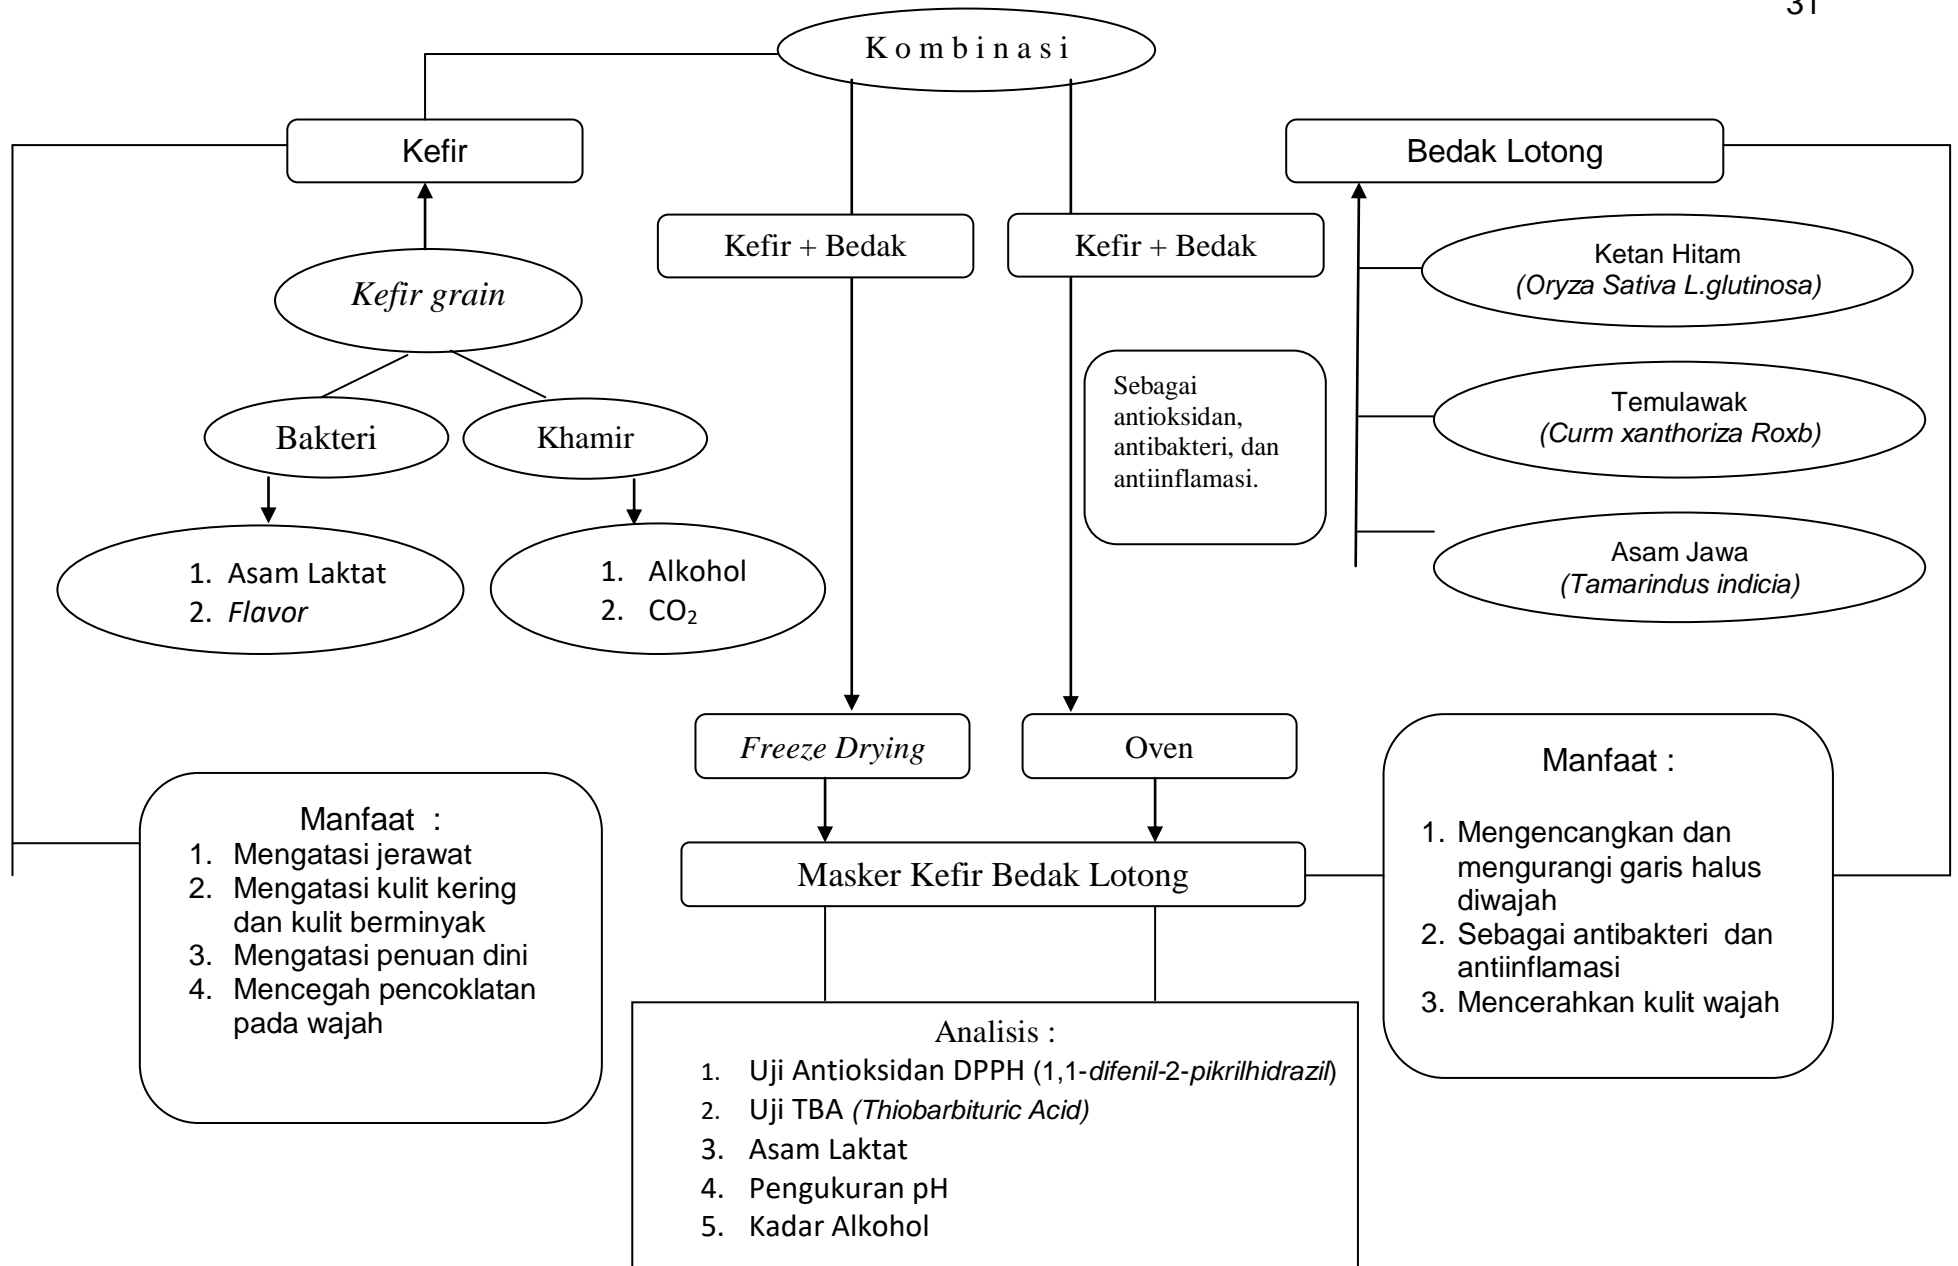 31
K o m b i n a s i
Kefir
Bedak Lotong
Kefir + Bedak
Kefir + Bedak
Kefir grain
Bakteri
Khamir
1. Asam Laktat
2. Flavor
1. Alkohol
2. CO₂
Sebagai
antioksidan,
antibakteri, dan
antiinflamasi.
Ketan Hitam
(Oryza Sativa L.glutinosa)
Temulawak
(Curm xanthoriza Roxb)
Asam Jawa
(Tamarindus indicia)
Freeze Drying
Oven
Masker Kefir Bedak Lotong
Manfaat :
1. Mengatasi jerawat
2. Mengatasi kulit kering
dan kulit berminyak
3. Mengatasi penuan dini
4. Mencegah pencoklatan
pada wajah
Manfaat :
1. Mengencangkan dan
mengurangi garis halus
diwajah
2. Sebagai antibakteri dan
antiinflamasi
3. Mencerahkan kulit wajah
Analisis :
1. Uji Antioksidan DPPH (1,1-difenil-2-pikrilhidrazil)
2. Uji TBA (Thiobarbituric Acid)
3. Asam Laktat
4. Pengukuran pH
5. Kadar Alkohol